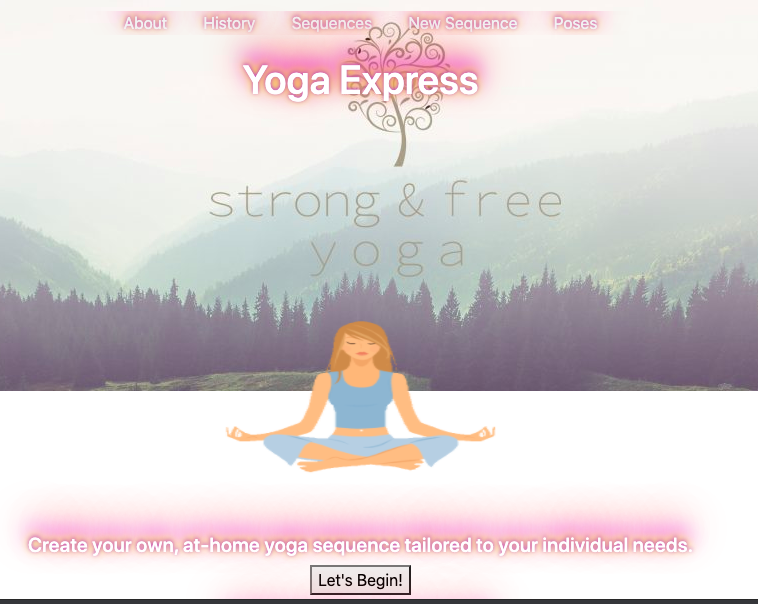 About History Sequences New Sequence Poses
Yoga Express
strong & free
yoga
Create your own, at-home yoga sequence tailored to your individual needs.
Let's Begin!